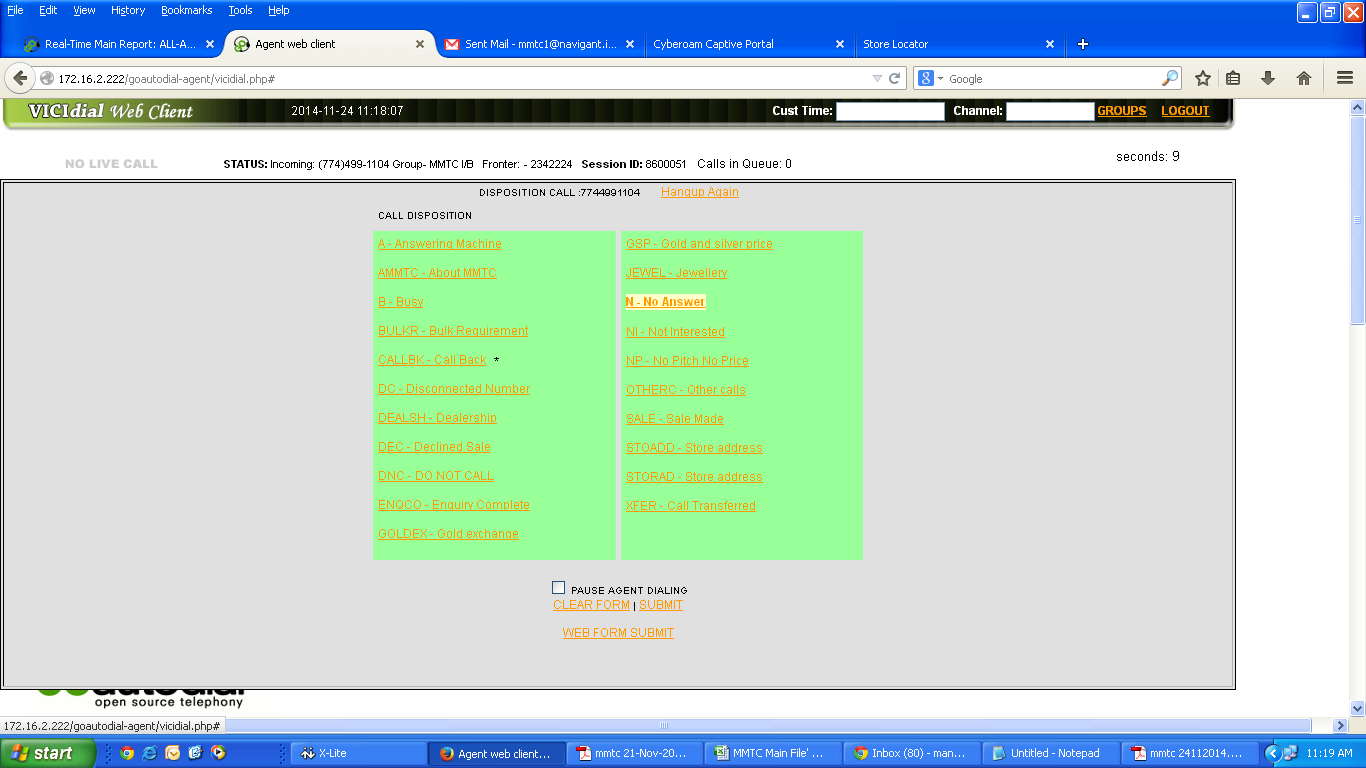 File Edit View History Bookmarks Tools Help
Real-Time Main Report: ALL-A... × Agent web client × Sent Mail - mmtc1@navigant.i... × Cyberoam Captive Portal × Store Locator × +
172.16.2.222/goautodial-agent/vicidial.php# Google
VICIdial Web Client 2014-11-24 11:18:07 Cust Time: Channel: GROUPS LOGOUT
NO LIVE CALL STATUS: Incoming: (774)499-1104 Group- MMTC I/B Fronter: - 2342224 Session ID: 8600051 Calls in Queue: 0 seconds: 9
DISPOSITION CALL :7744991104 Hangup Again
CALL DISPOSITION
A - Answering Machine
AMMTC - About MMTC
B - Busy
BULKR - Bulk Requirement
CALLBK - Call Back *
DC - Disconnected Number
DEALSH - Dealership
DEC - Declined Sale
DNC - DO NOT CALL
ENQCO - Enquiry Complete
GOLDEX - Gold exchange
GSP - Gold and silver price
JEWEL - Jewellery
N - No Answer
NI - Not Interested
NP - No Pitch No Price
OTHERC - Other calls
SALE - Sale Made
STOADD - Store address
STORAD - Store address
XFER - Call Transferred
PAUSE AGENT DIALING
CLEAR FORM | SUBMIT
WEB FORM SUBMIT
open source telephony
172.16.2.222/goautodial-agent/vicidial.php#
start X-Lite Agent web client... mmtc 21-Nov-20... MMTC Main File' ... Inbox (80) - man... Untitled - Notepad mmtc 24112014.... 11:19 AM